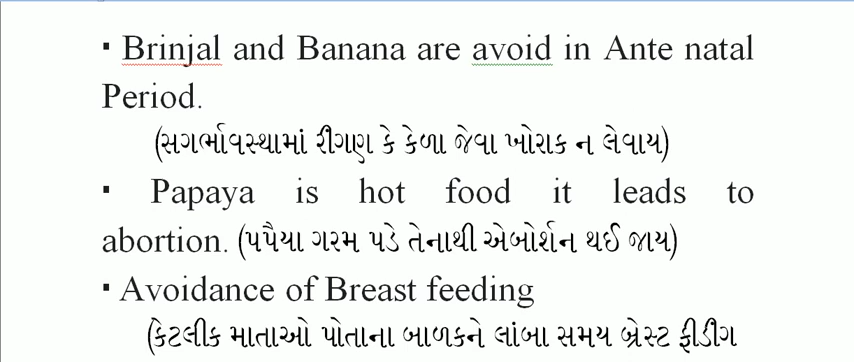 ▪ Brinjal and Banana are avoid in Ante natal
Period.
(સગર્ભાવસ્થામાં રીંગણ કે કેળા જેવા ખોરાક ન લેવાય)
▪ Papaya is hot food it leads to
abortion. (પપૈયા ગરમ પડે તેનાથી એબોર્શન થઈ જાય)
▪ Avoidance of Breast feeding
(કેટલીક માતાઓ પોતાના બાળકને લાંબા સમય બ્રેસ્ટ ફીડીંગ